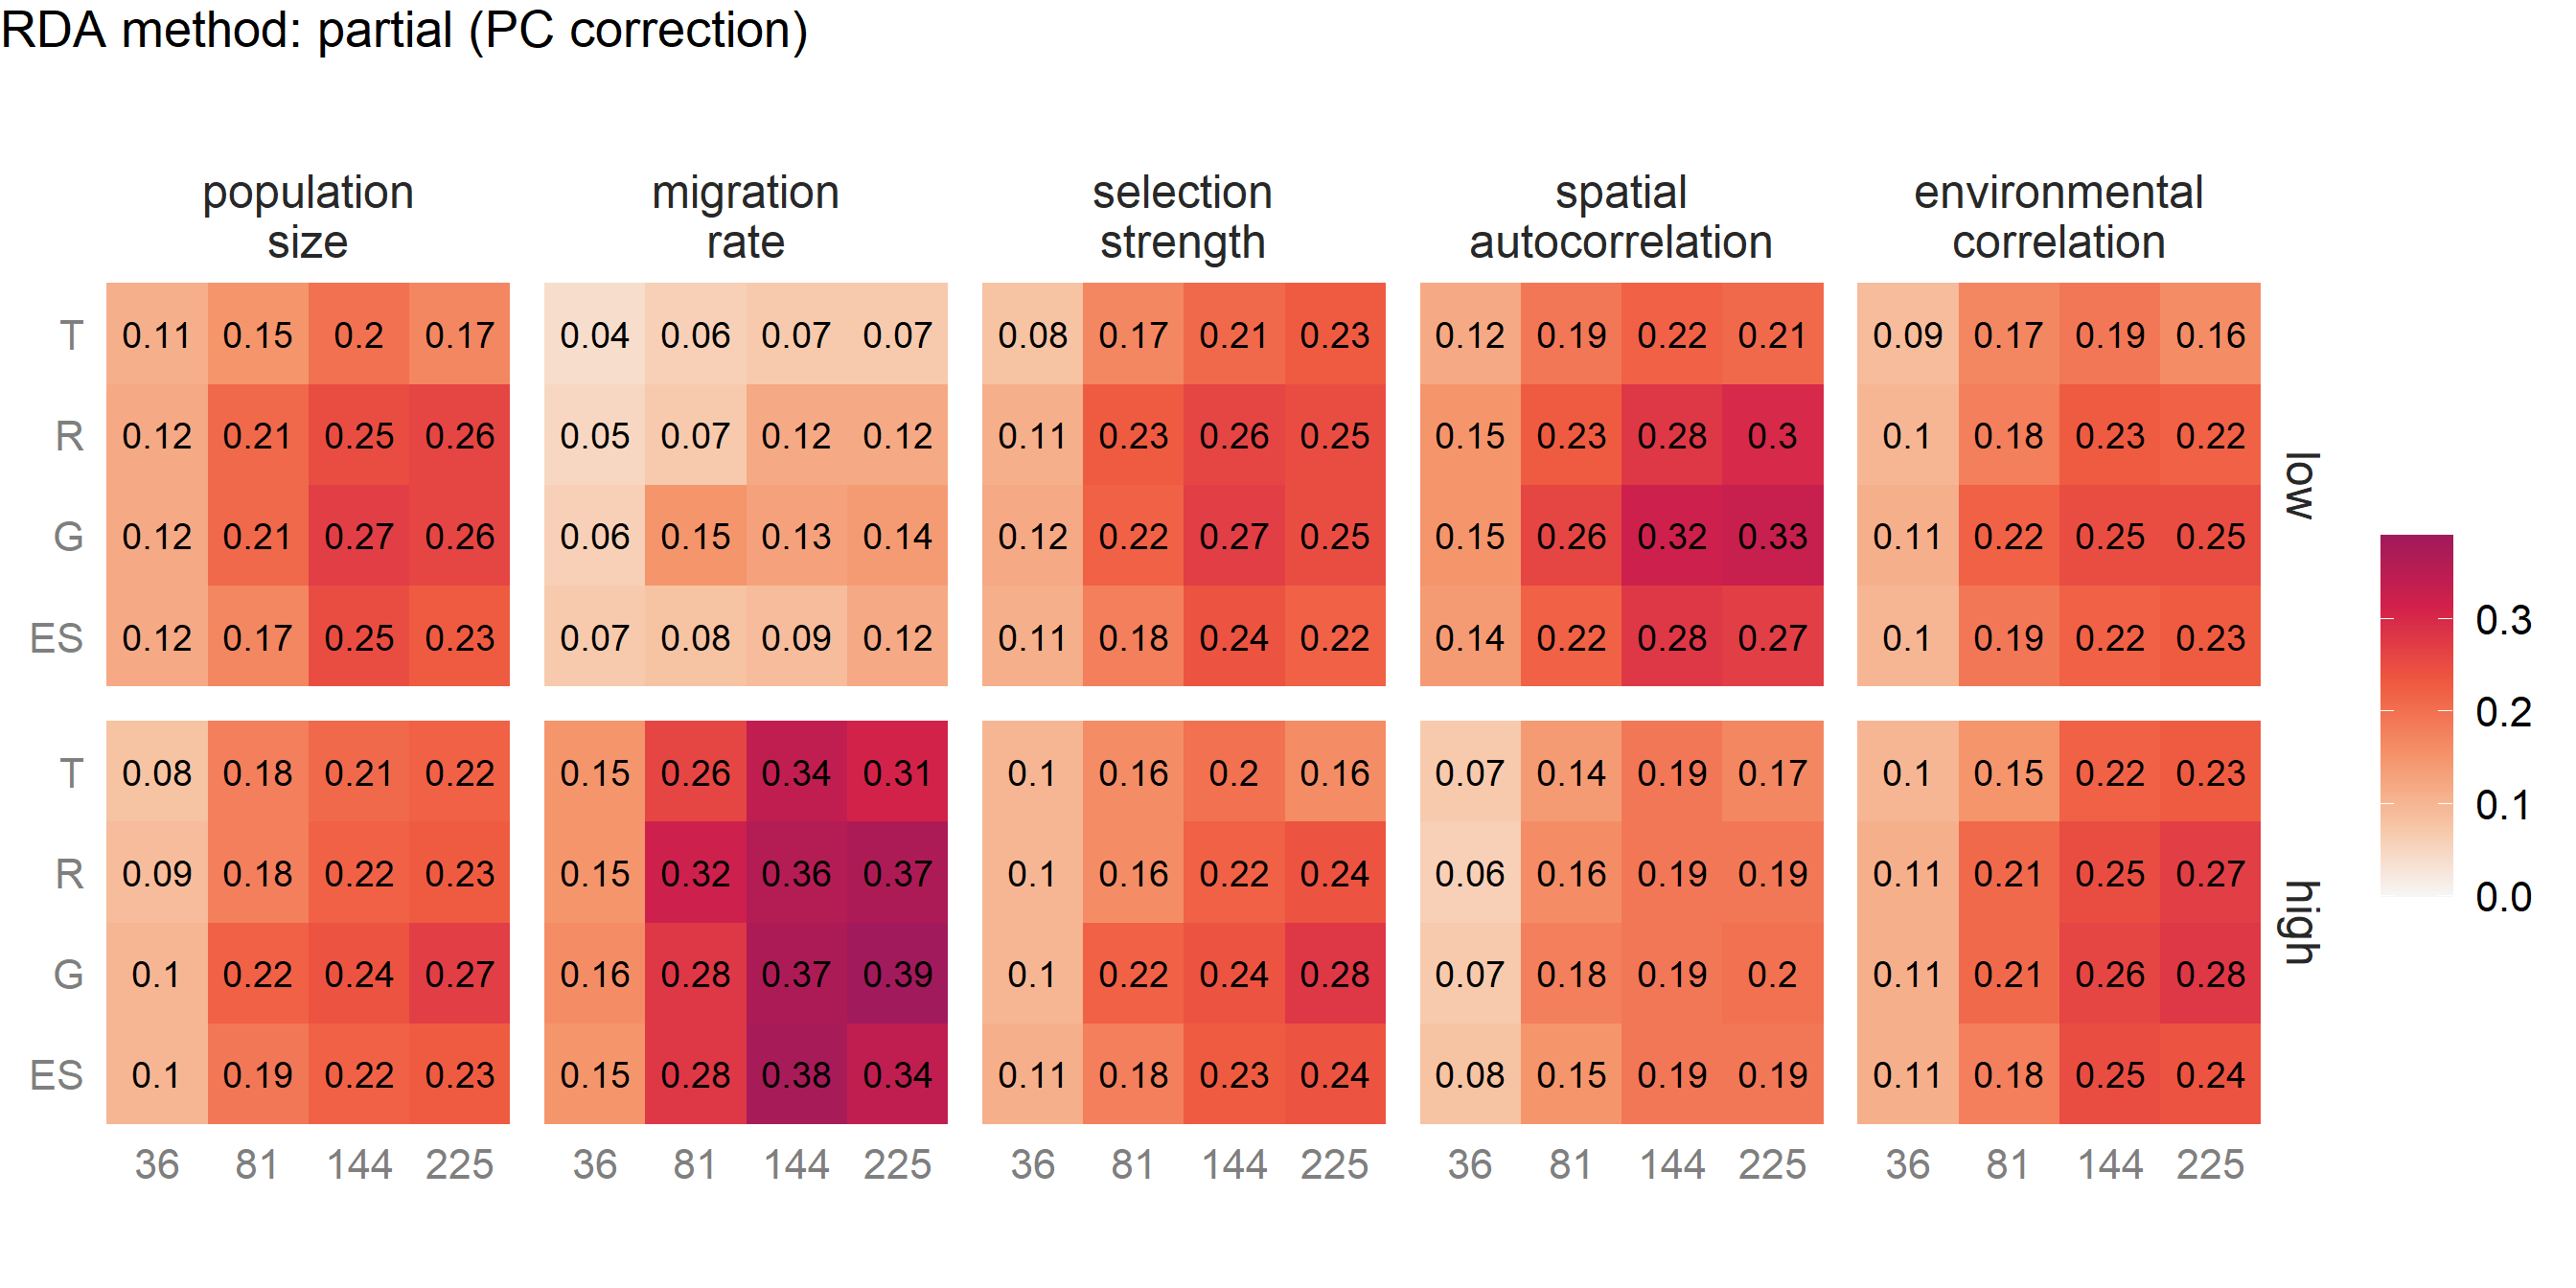 RDA method: partial (PC correction)
population size
migration rate
selection strength
spatial autocorrelation
environmental correlation
T 0.11 0.15 0.2 0.17 0.04 0.06 0.07 0.07 0.08 0.17 0.21 0.23 0.12 0.19 0.22 0.21 0.09 0.17 0.19 0.16
R 0.12 0.21 0.25 0.26 0.05 0.07 0.12 0.12 0.11 0.23 0.26 0.25 0.15 0.23 0.28 0.3 0.1 0.18 0.23 0.22
G 0.12 0.21 0.27 0.26 0.06 0.15 0.13 0.14 0.12 0.22 0.27 0.25 0.15 0.26 0.32 0.33 0.11 0.22 0.25 0.25
ES 0.12 0.17 0.25 0.23 0.07 0.08 0.09 0.12 0.11 0.18 0.24 0.22 0.14 0.22 0.28 0.27 0.1 0.19 0.22 0.23
low
T 0.08 0.18 0.21 0.22 0.15 0.26 0.34 0.31 0.1 0.16 0.2 0.16 0.07 0.14 0.19 0.17 0.1 0.15 0.22 0.23
R 0.09 0.18 0.22 0.23 0.15 0.32 0.36 0.37 0.1 0.16 0.22 0.24 0.06 0.16 0.19 0.19 0.11 0.21 0.25 0.27
G 0.1 0.22 0.24 0.27 0.16 0.28 0.37 0.39 0.1 0.22 0.24 0.28 0.07 0.18 0.19 0.2 0.11 0.21 0.26 0.28
ES 0.1 0.19 0.22 0.23 0.15 0.28 0.38 0.34 0.11 0.18 0.23 0.24 0.08 0.15 0.19 0.19 0.11 0.18 0.25 0.24
high
36 81 144 225 36 81 144 225 36 81 144 225 36 81 144 225 36 81 144 225
0.3
0.2
0.1
0.0